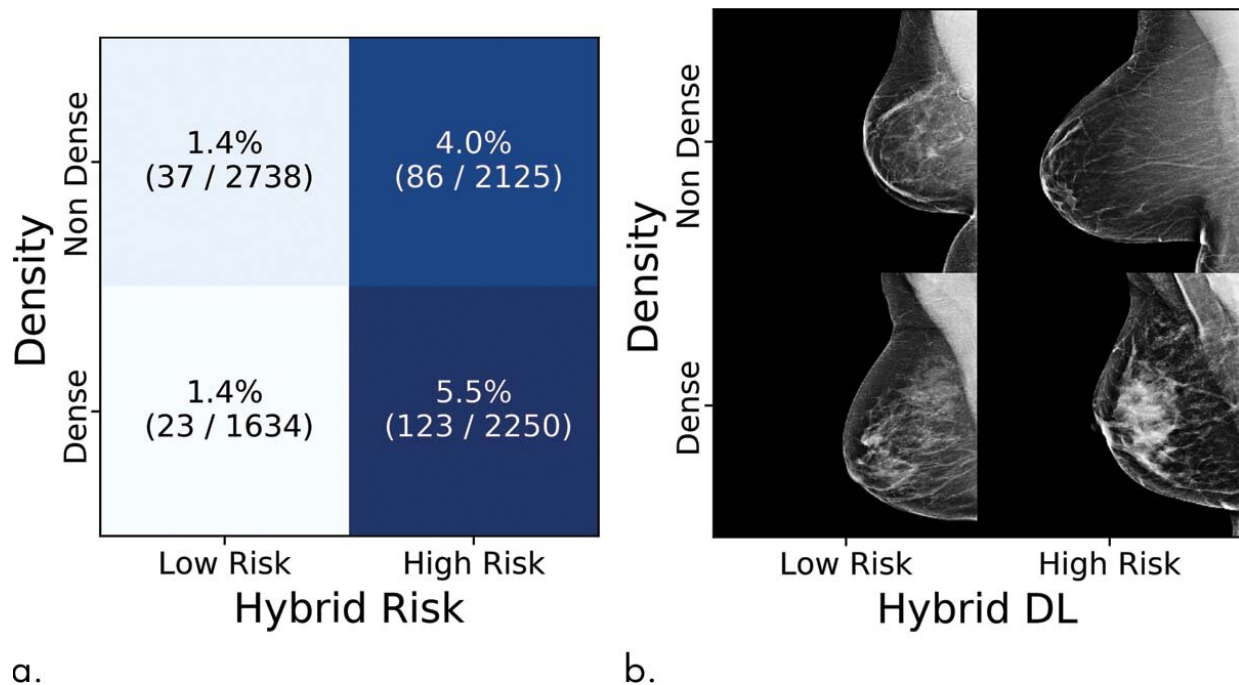 Density
Non Dense
Dense
1.4%
(37 / 2738)
4.0%
(86 / 2125)
1.4%
(23 / 1634)
5.5%
(123 / 2250)
Low Risk
High Risk
Hybrid Risk
a.
Density
Non Dense
Dense
Low Risk
High Risk
Hybrid DL
b.